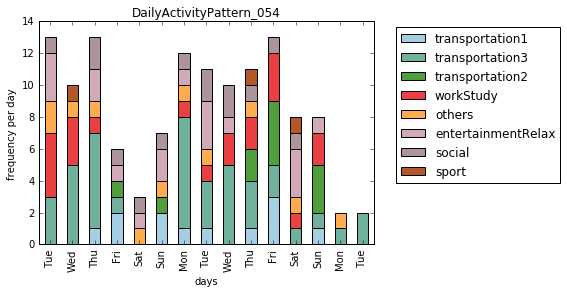 DailyActivityPattern_054
14
12
10
8
6
4
2
0
frequency per day
Tue Wed Thu Fri Sat Sun Mon Tue Wed Thu Fri Sat Sun Mon Tue
days
transportation1
transportation3
transportation2
workStudy
others
entertainmentRelax
social
sport